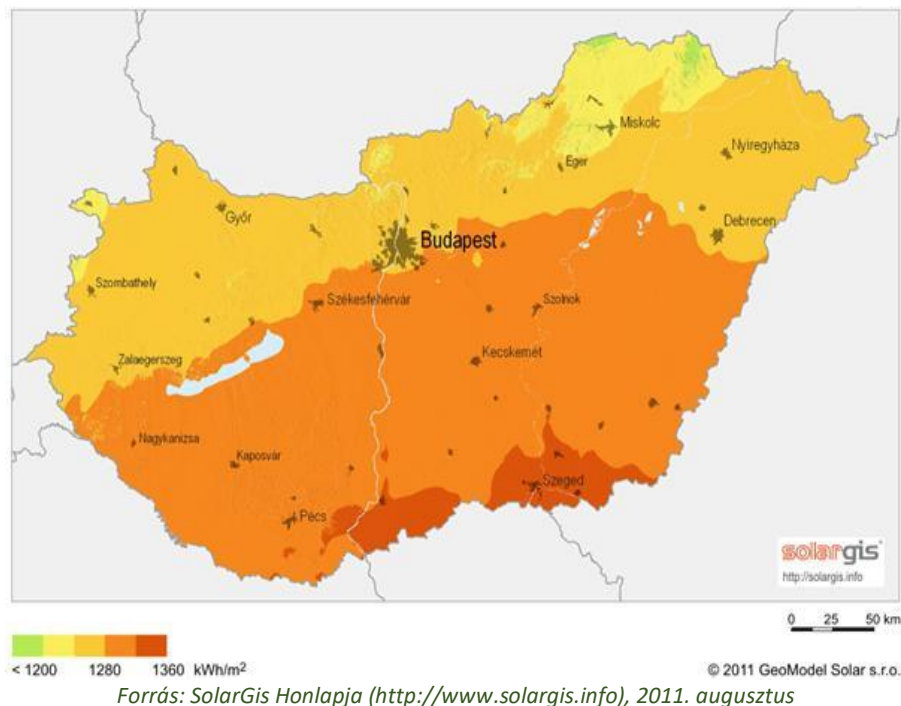 Miskolc
Nyiregyháza
Eger
Győr
Debrecen
Budapest
Szombathely
Székesfehérvár
Szolnok
Zalaegerszeg
Kecskemét
Nagykanizsa
Kaposvár
Szeged
Pécs
solargis
http://solargis.info
0 25 50 km
< 1200 1280 1360 kWh/m²
© 2011 GeoModel Solar s.r.o.
Forrás: SolarGis Honlapja (http://www.solargis.info), 2011. augusztus